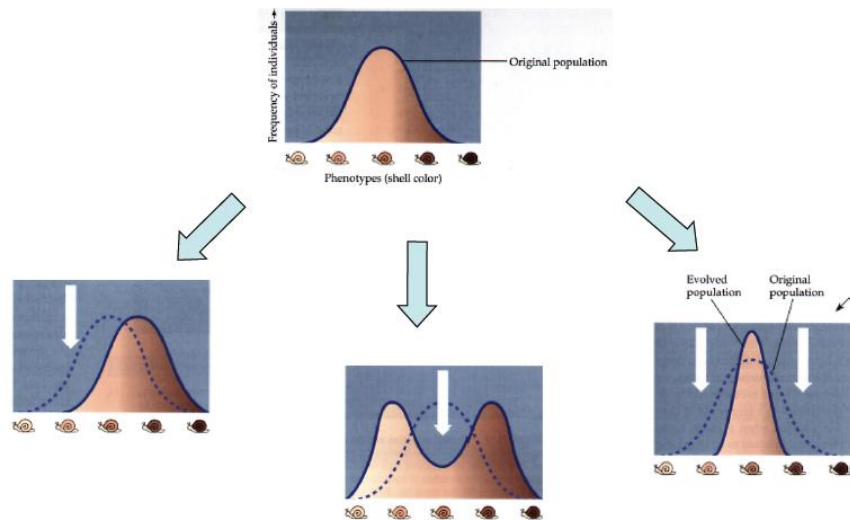 Frequency of individuals
Original population
Phenotypes (shell color)
Evolved
population
Original
population